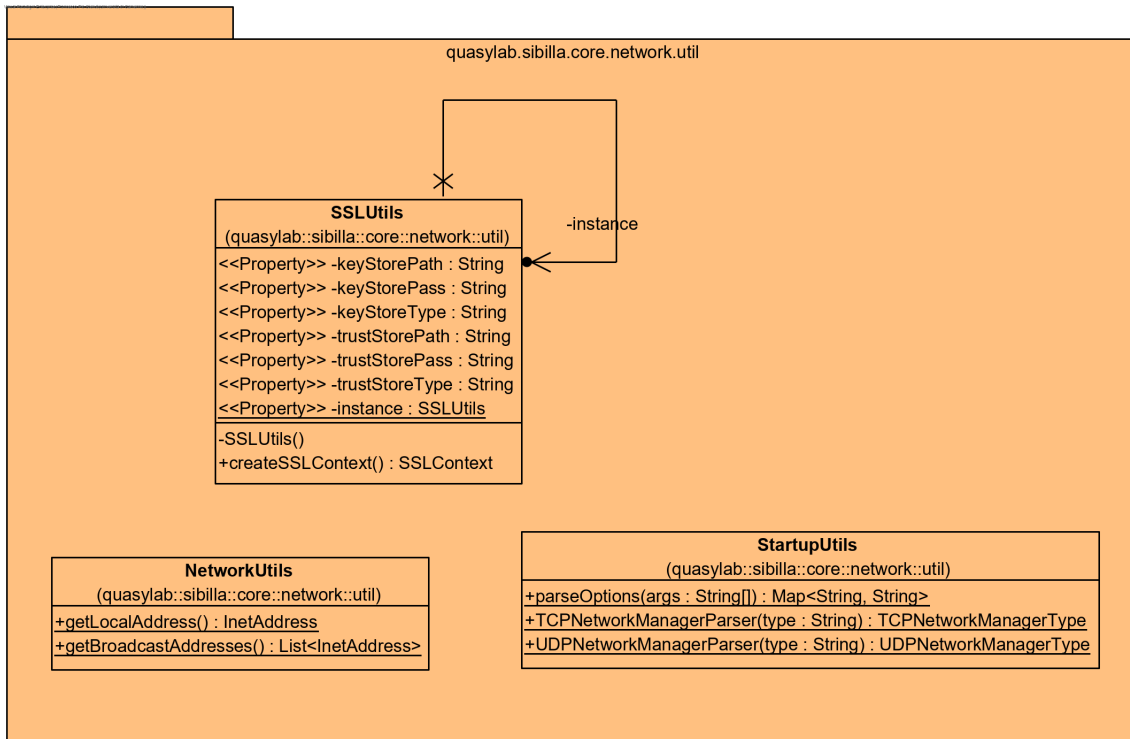 quasylab.sibilla.core.network.util
-instance
SSLUtils
(quasylab::sibilla::core::network::util)
<<Property>> -keyStorePath : String
<<Property>> -keyStorePass : String
<<Property>> -keyStoreType : String
<<Property>> -trustStorePath : String
<<Property>> -trustStorePass : String
<<Property>> -trustStoreType : String
<<Property>> -instance : SSLUtils
-SSLUtils()
+createSSLContext() : SSLContext
NetworkUtils
(quasylab::sibilla::core::network::util)
+getLocalAddress() : InetAddress
+getBroadcastAddresses() : List<InetAddress>
StartupUtils
(quasylab::sibilla::core::network::util)
+parseOptions(args : String[]) : Map<String, String>
+TCPNetworkManagerParser(type : String) : TCPNetworkManagerType
+UDPNetworkManagerParser(type : String) : UDPNetworkManagerType